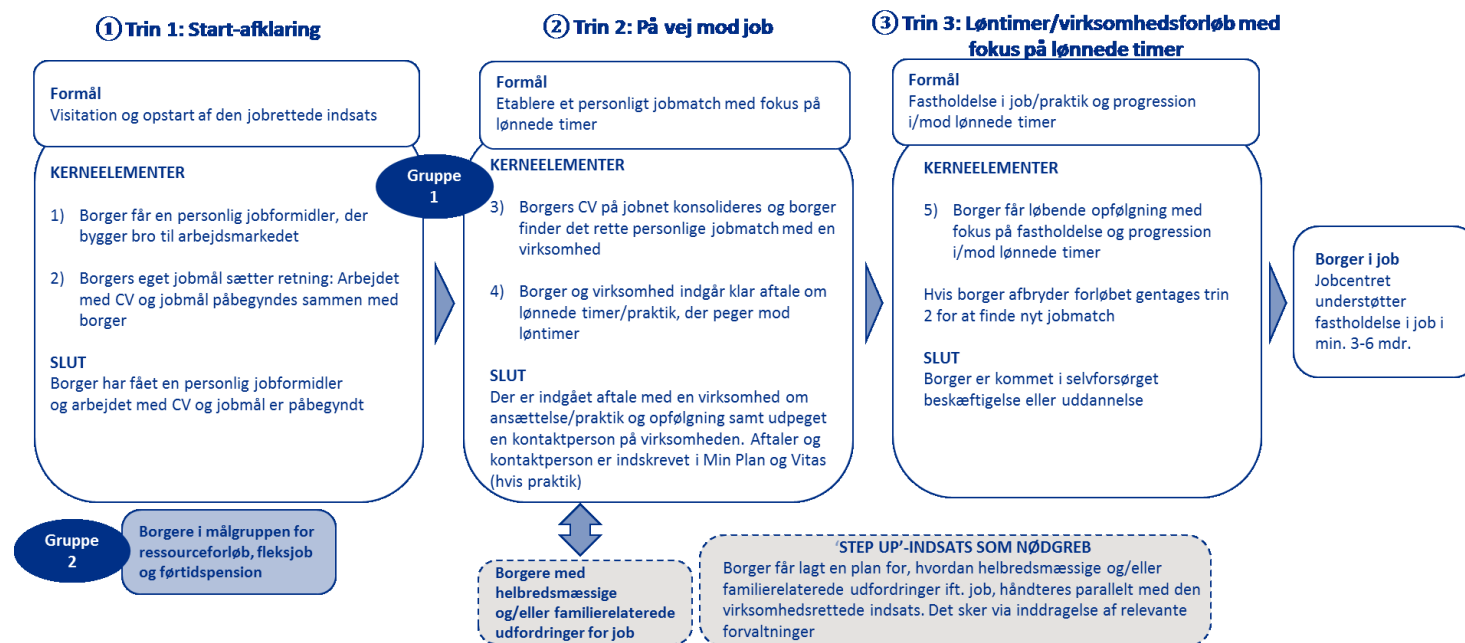 ① Trin 1: Start-afklaring
Formål
Visitation og opstart af den jobrettede indsats
KERNEELEMENTER
1) Borger får en personlig jobformidler, der
bygger bro til arbejdsmarkedet
2) Borgers eget jobmål sætter retning: Arbejdet
med CV og jobmål påbegyndes sammen med
borger
SLUT
Borger har fået en personlig jobformidler
og arbejdet med CV og jobmål er påbegyndt
Gruppe
2
Borgere i målgruppen for
ressourceforløb, fleksjob
og førtidspension
② Trin 2: På vej mod job
Formål
Etablere et personligt jobmatch med fokus på
lønnede timer
Gruppe
1
KERNEELEMENTER
3) Borgers CV på jobnet konsolideres og borger
finder det rette personlige jobmatch med en
virksomhed
4) Borger og virksomhed indgår klar aftale om
lønnede timer/praktik, der peger mod
løntimer
SLUT
Der er indgået aftale med en virksomhed om
ansættelse/praktik og opfølgning samt udpeget
en kontaktperson på virksomheden. Aftaler og
kontaktperson er indskrevet i Min Plan og Vitas
(hvis praktik)
Borgere med
helbredsmæssige
og/eller familierelaterede
udfordringer for job
③ Trin 3: Løntimer/virksomhedsforløb med
fokus på lønnede timer
Formål
Fastholdelse i job/praktik og progression
i/mod lønnede timer
KERNEELEMENTER
5) Borger får løbende opfølgning med
fokus på fastholdelse og progression
i/mod lønnede timer
Hvis borger afbryder forløbet gentages trin
2 for at finde nyt jobmatch
SLUT
Borger er kommet i selvforsørget
beskæftigelse eller uddannelse
'STEP UP'-INDSATS SOM NØDGREB
Borger får lagt en plan for, hvordan helbredsmæssige og/eller
familierelaterede udfordringer ift. job, håndteres parallelt med den
virksomhedsrettede indsats. Det sker via inddragelse af relevante
forvaltninger
Borger i job
Jobcentret
understøtter
fastholdelse i job i
min. 3-6 mdr.